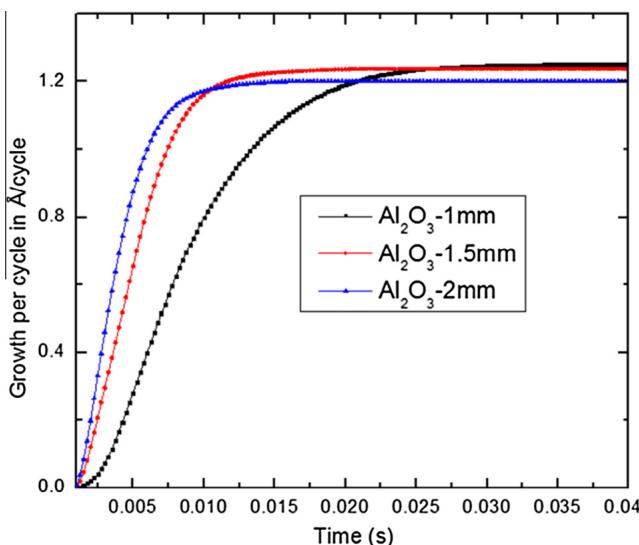 Growth per cycle in Å/cycle
1.2
0.8
0.4
0.0
Al₂O₃-1mm
Al₂O₃-1.5mm
Al₂O₃-2mm
0.005 0.010 0.015 0.020 0.025 0.030 0.035 0.04
Time (s)